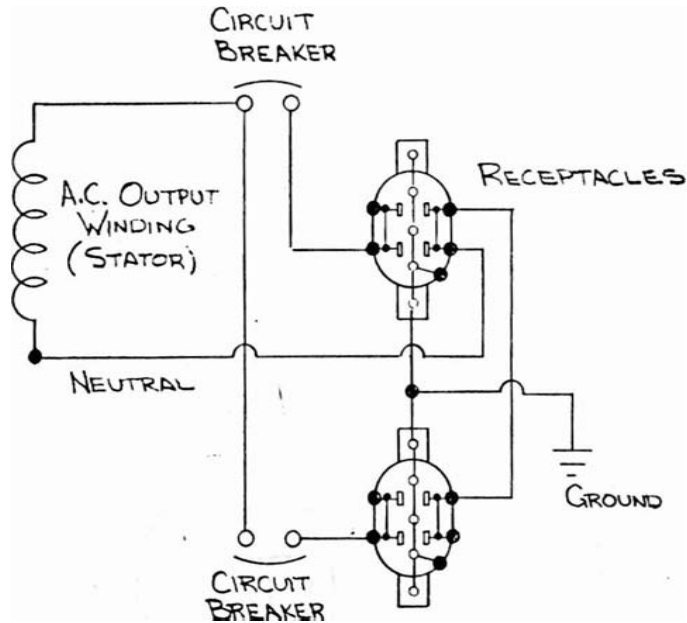 CIRCUIT
BREAKER
RECEPTACLES
A.C. OUTPUT
WINDING
(STATOR)
NEUTRAL
GROUND
CIRCUIT
BREAKER